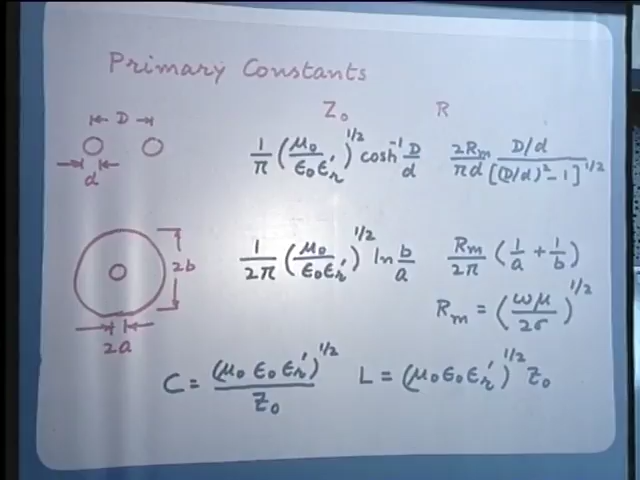 Primary Constants
Z₀ R
D
d
1/π (μ₀/ϵ₀ϵ′ᵣ)^1/2 cosh⁻¹ D/d 2Rₘ/πd D/d/[(D/d)² − 1]^1/2
2b
2a
1/2π (μ₀/ϵ₀ϵ′ᵣ)^1/2 ln b/a Rₘ/2π (1/a + 1/b)
Rₘ = (ωμ/2σ)^1/2
C = (μ₀ ϵ₀ ϵ′ᵣ)^1/2/Z₀ L = (μ₀ϵ₀ϵ′ᵣ)^1/2 Z₀